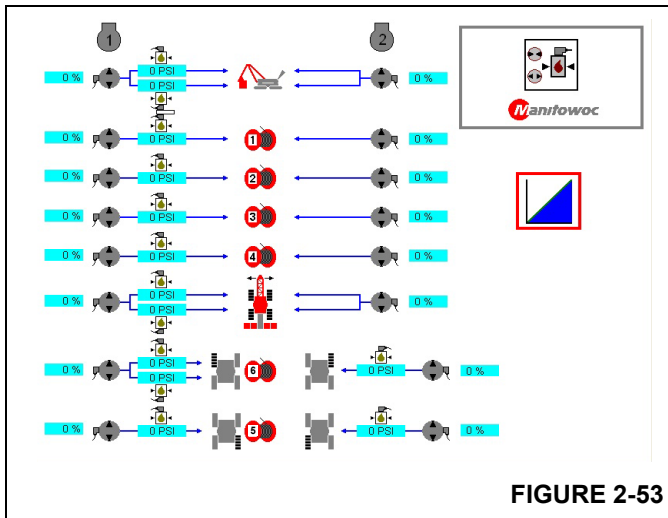 1 2
0 % 0 PSI 0 %
0 PSI
Manitowoc
0 % 0 PSI 1 0 %
0 % 0 PSI 2 0 %
0 % 0 PSI 3 0 %
0 % 0 PSI 4 0 %
0 PSI
0 % 0 %
0 PSI
0 PSI
0 % 6 0 PSI 0 %
0 PSI
0 % 0 PSI 5 0 PSI 0 %
FIGURE 2-53